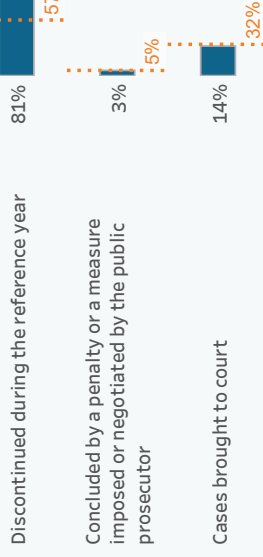 Discontinued during the reference year
81%
57
Concluded by a penalty or a measure
imposed or negotiated by the public
prosecutor
3%
5%
Cases brought to court
14%
32%